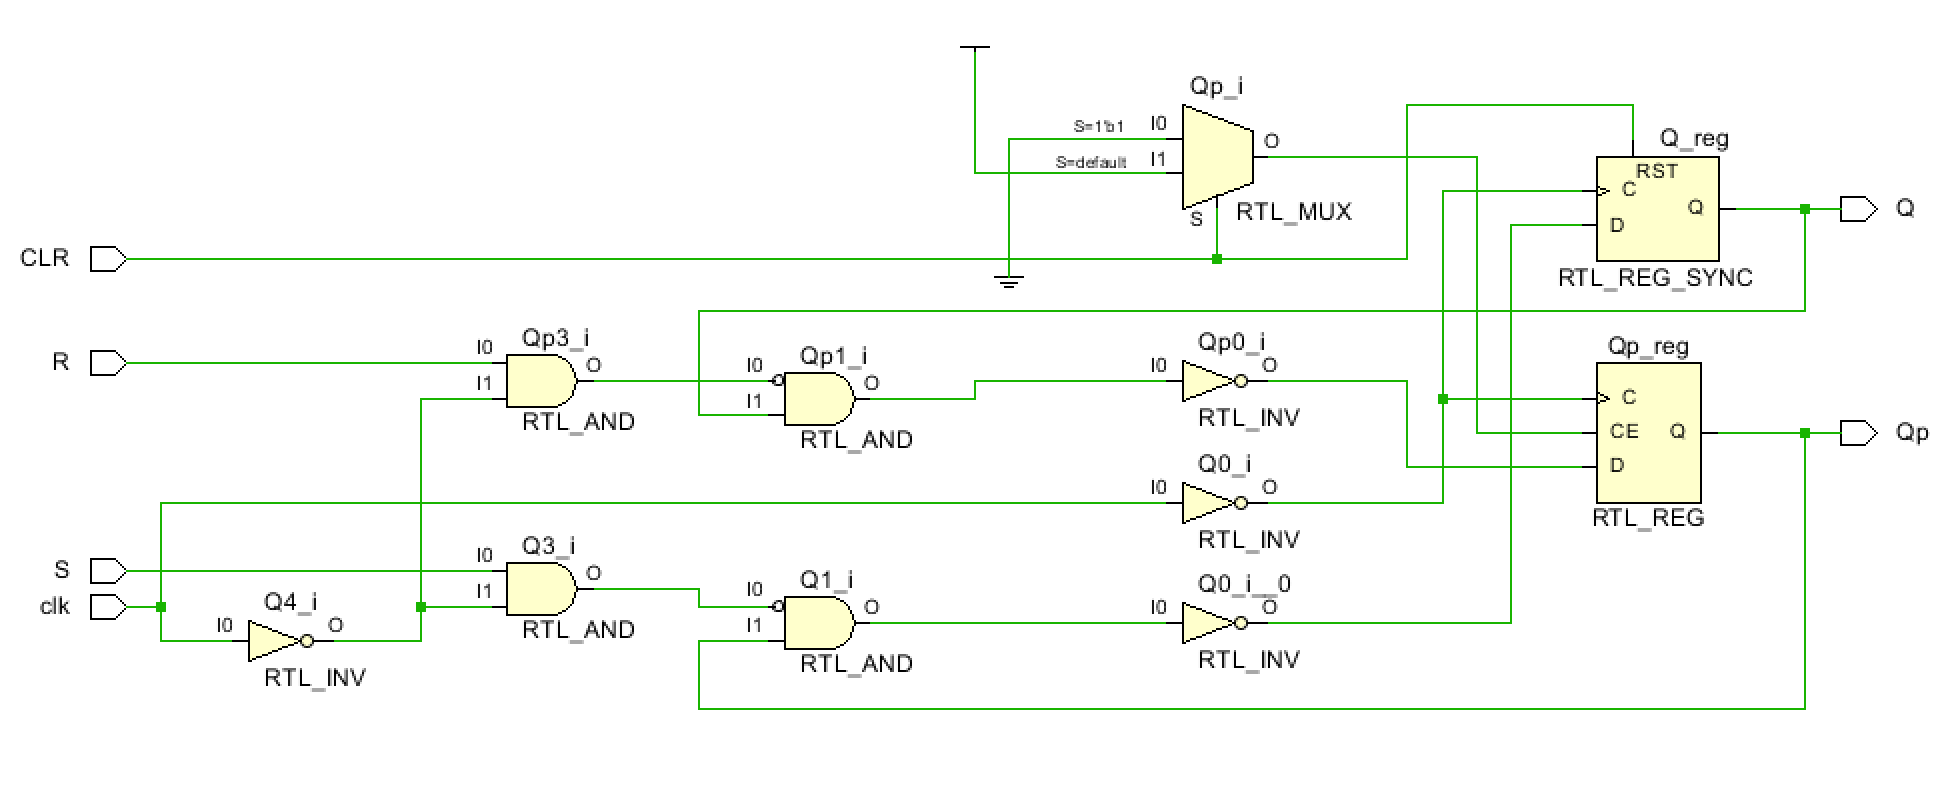 Qp_i
S=1'b1 I0
O
S=default I1
S
RTL_MUX
Q_reg
RST
C
Q
D
RTL_REG_SYNC
Q
CLR
R
Qp3_i
I0
O
I1
RTL_AND
Qp1_i
I0
O
I1
RTL_AND
Qp0_i
I0
O
RTL_INV
Qp_reg
C
CE Q
D
RTL_REG
Qp
Q0_i
I0
O
RTL_INV
S
clk
Q4_i
I0
O
RTL_INV
Q3_i
I0
O
I1
RTL_AND
Q1_i
I0
O
I1
RTL_AND
Q0_i__0
I0
O
RTL_INV